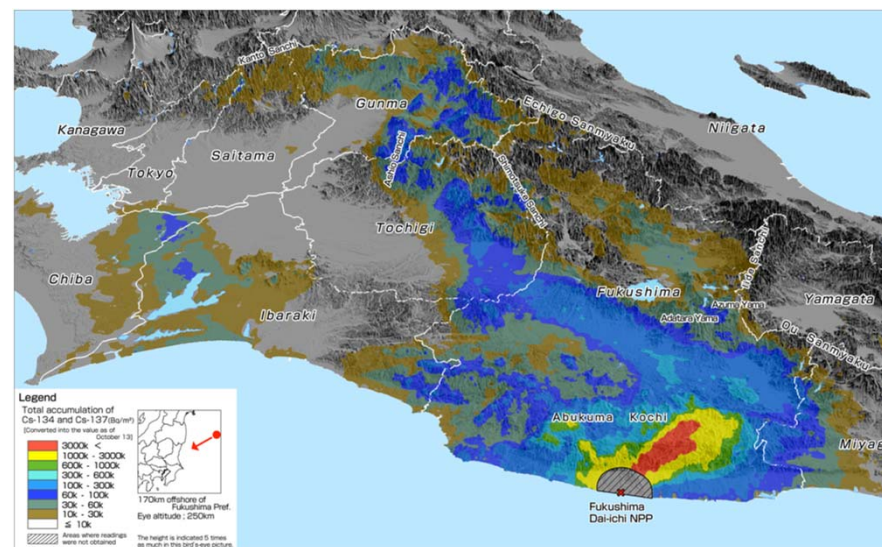 Kanto Sanchi
Gunma
Echigo Sanmyaku
Niigata
Kanagawa
Saitama
Tokyo
Ashio Sanchi
Shimotsuke Sanchi
Tochigi
Iide Sanchi
Chiba
Fukushima
Azuma Yama
Yamagata
Adatara Yama
Ibaraki
Ou Sanmyaku
Abukuma Kochi
Miyag
Fukushima
Dai-ichi NPP
Legend
Total accumulation of
Cs-134 and Cs-137(Bq/m²)
[Converted into the value as of
October 13]
3000k <
1000k - 3000k
600k - 1000k
300k - 600k
100k - 300k
60k - 100k
30k - 60k
10k - 30k
≦ 10k
Areas where readings
were not obtained
170km offshore of
Fukushima Pref.
Eye altitude : 250km
The height is indicated 5 times
as much in this bird's-eye picture.